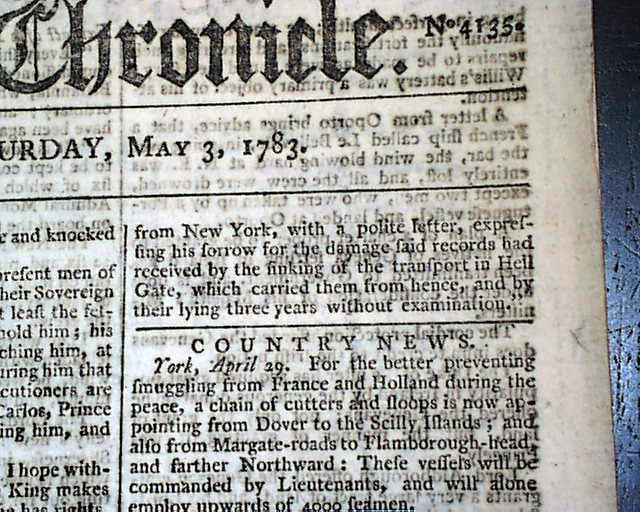 Chronicle.
No 4135.
URDAY, MAY 3, 1783.
and knocked
preſent men of
heir Sovereign
t leaſt the fel-
hold him; his
ching him, at
uring him that
cutioners are
Carlos, Prince
ing him, and
I hope with-
King makes
has rights
from New York, with a polite letter, expreſ-
ſing his ſorrow for the damage ſaid records had
received by the ſinking of the tranſport in Hell
Gate, which carried them from hence, and by
their lying three years without examination."
COUNTRY NEWS.
York, April 29. For the better preventing
ſmuggling from France and Holland during the
peace, a chain of cutters and ſloops is now ap-
pointing from Dover to the Scilly Iſlands; and
alſo from Margate-roads to Flamborough-head,
and farther Northward: Theſe veſſels will be
commanded by Lieutenants, and will alone
employ upwards of 4000 ſeamen.